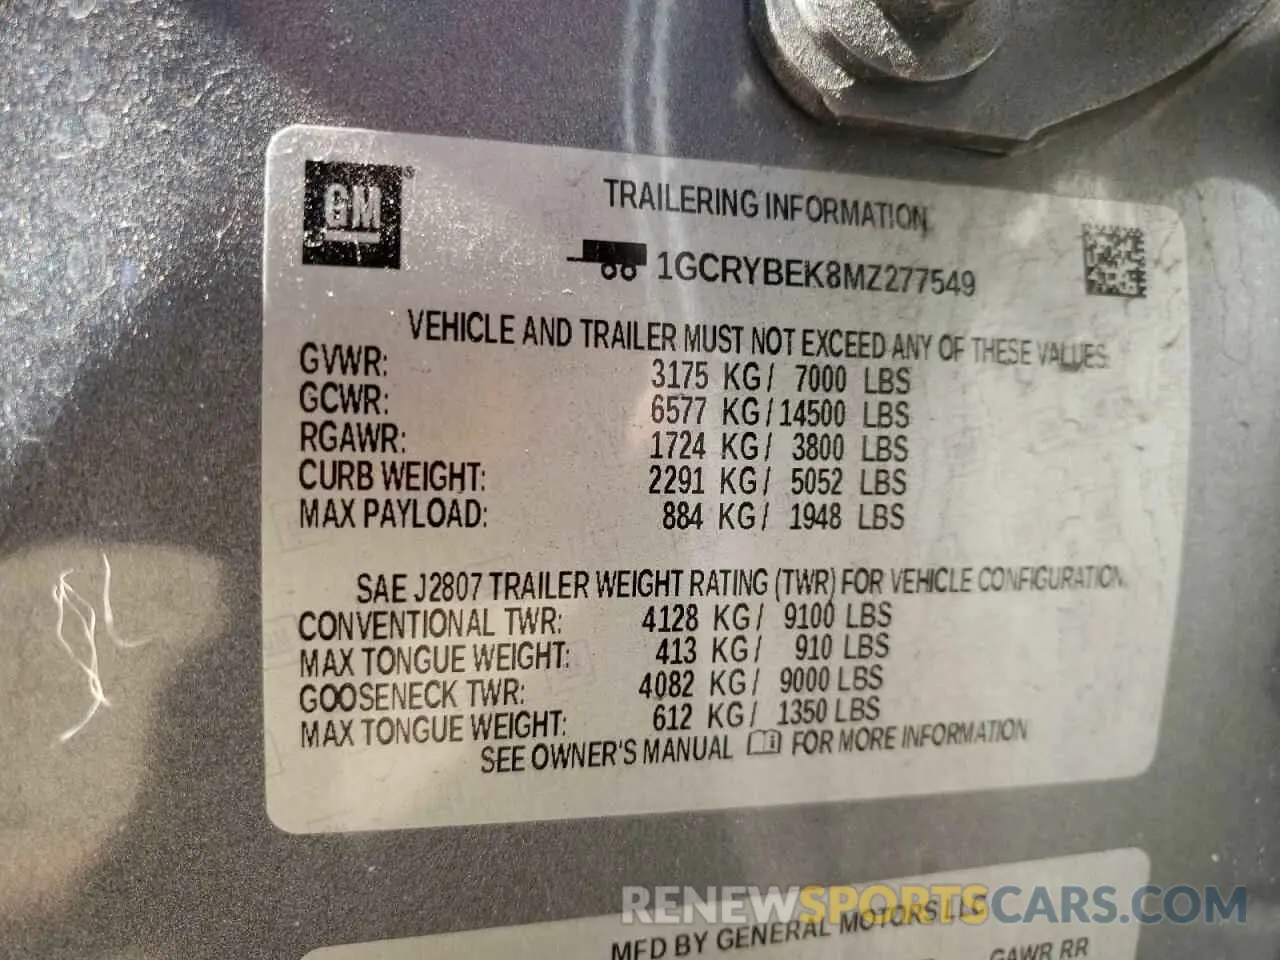 GM
TRAILERING INFORMATION
1GCRYBEK8MZ277549
VEHICLE AND TRAILER MUST NOT EXCEED ANY OF THESE VALUES.
GVWR: 3175 KG/ 7000 LBS
GCWR: 6577 KG/14500 LBS
RGAWR: 1724 KG/ 3800 LBS
CURB WEIGHT: 2291 KG/ 5052 LBS
MAX PAYLOAD: 884 KG/ 1948 LBS
SAE J2807 TRAILER WEIGHT RATING (TWR) FOR VEHICLE CONFIGURATION.
CONVENTIONAL TWR: 4128 KG/ 9100 LBS
MAX TONGUE WEIGHT: 413 KG/ 910 LBS
GOOSENECK TWR: 4082 KG/ 9000 LBS
MAX TONGUE WEIGHT: 612 KG/ 1350 LBS
SEE OWNER'S MANUAL FOR MORE INFORMATION
RENEWSPORTSCARS.COM
MFD BY GENERAL MOTORS LLC
GAWR RR